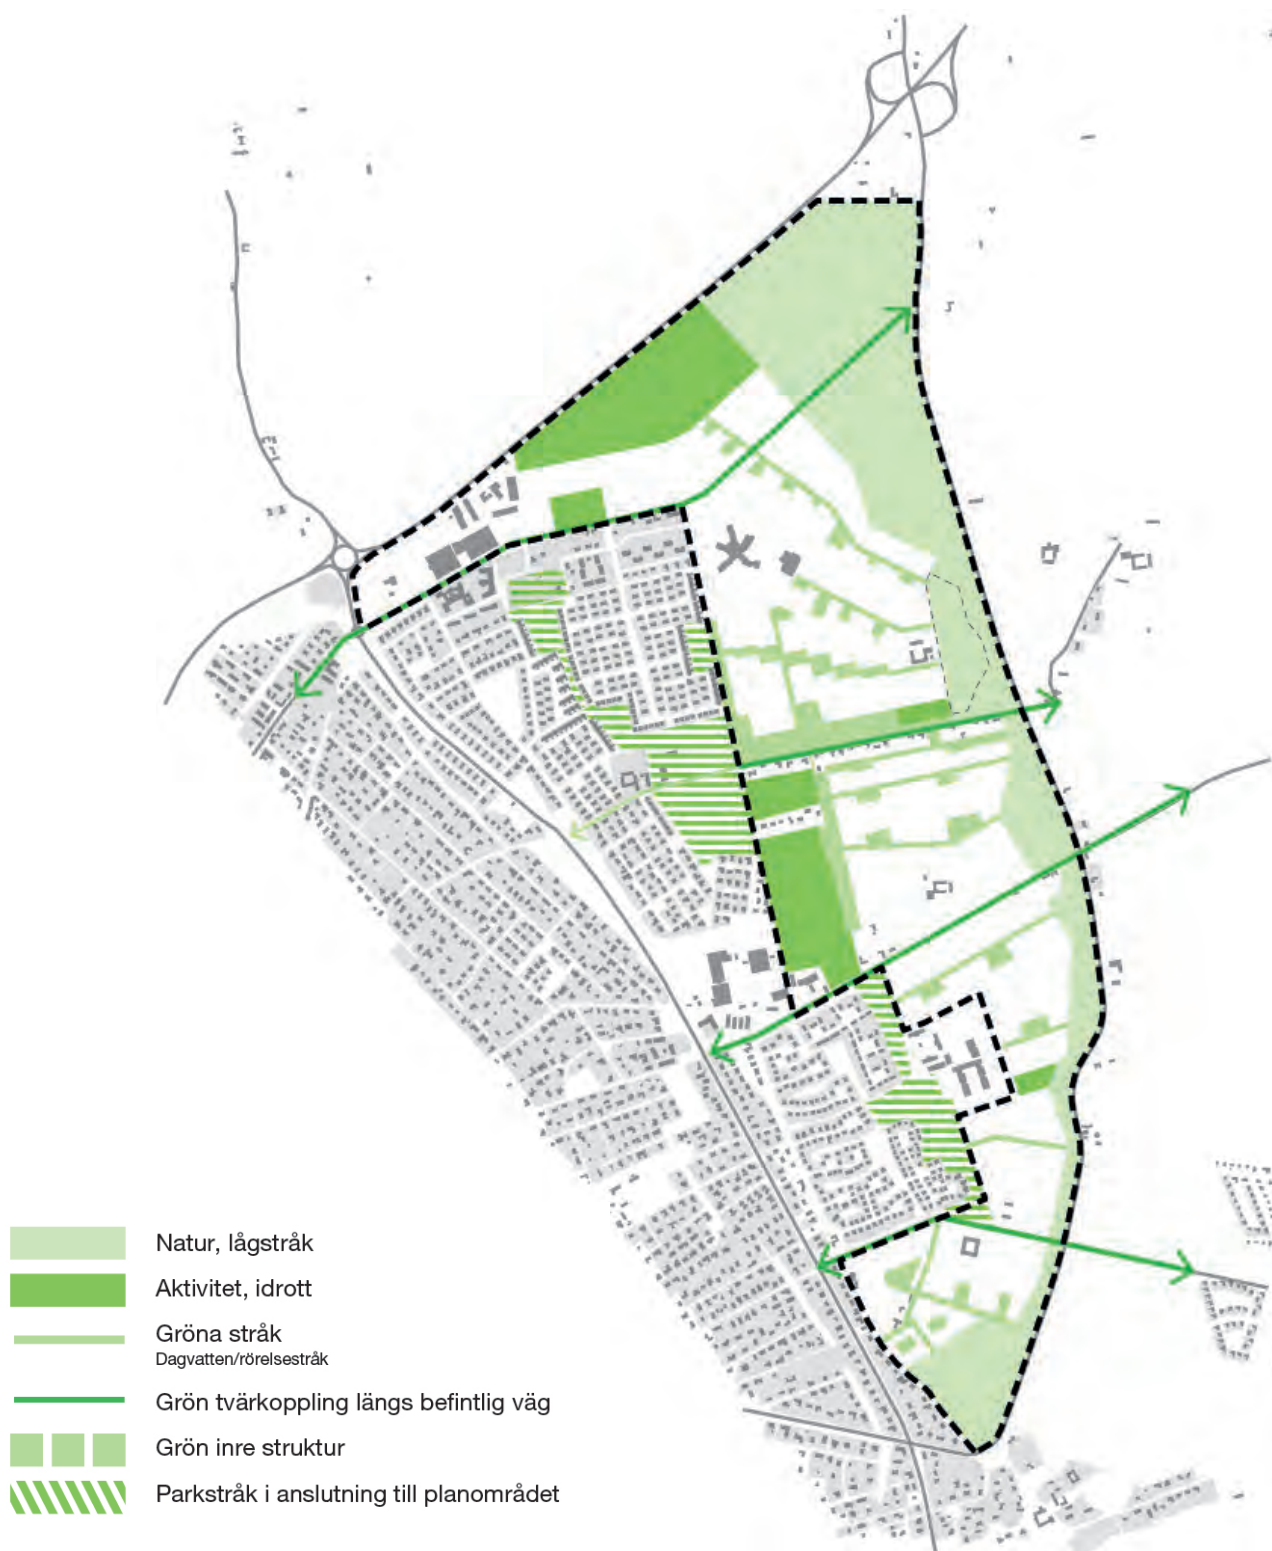 Natur, lågstråk
Aktivitet, idrott
Gröna stråk
Dagvatten/rörelsestråk
Grön tvärkoppling längs befintlig väg
Grön inre struktur
Parkstråk i anslutning till planområdet